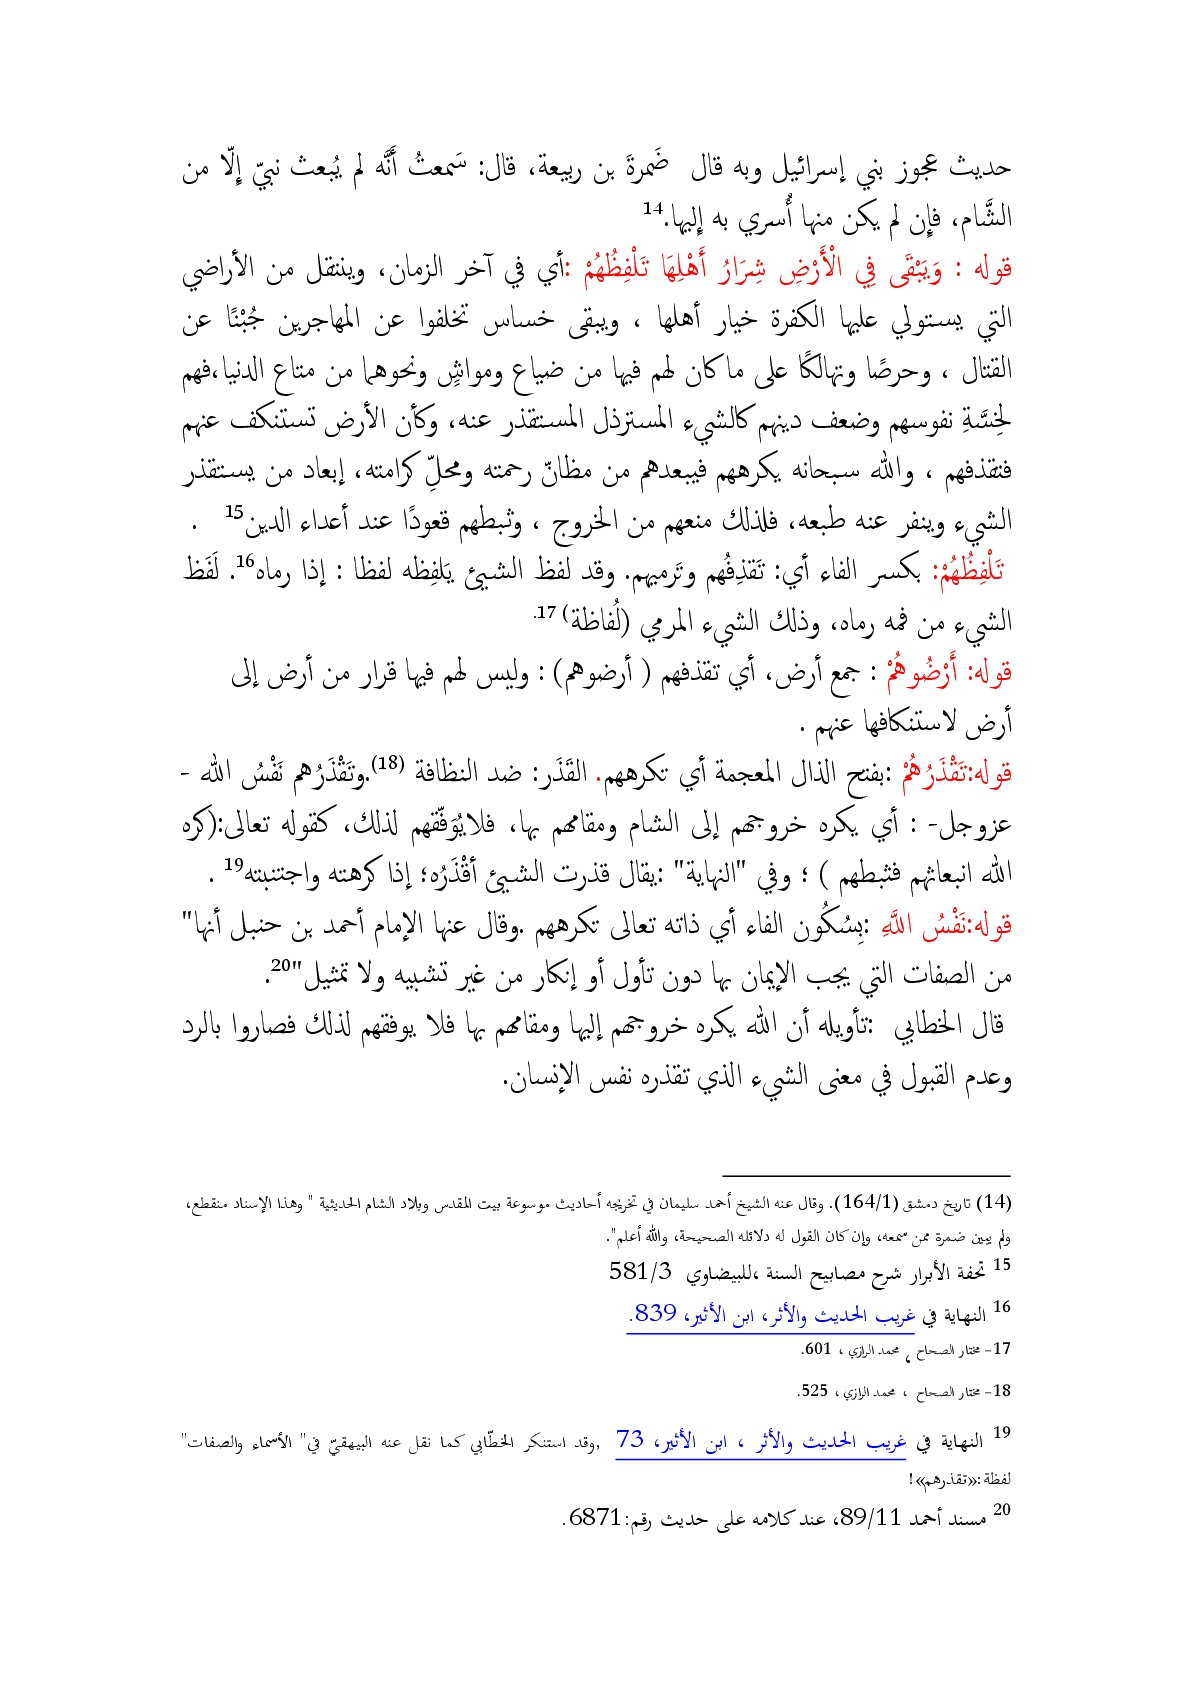 حديث عجوز بني إسرائيل وبه قال ضَمرةَ بن ربيعة، قال: سَمعتُ أَنَّه لم يُبعث نبيّ إِلّا من
الشَّام، فإِن لم يكن منها أُسري به إِليها.14
قوله : وَيَبْقَى فِي الْأَرْضِ شِرَارُ أَهْلِهَا تَلْفِظُهُمْ :أي في آخر الزمان، وينتقل من الأراضي
التي يستولي عليها الكفرة خيار أهلها ، ويبقى خساس تخلفوا عن المهاجرين جُبْنًا عن
القتال ، وحرصًا وتهالكًا على ما كان لهم فيها من ضياع ومواشٍ ونحوهما من متاع الدنيا،فهم
لخِسَّةِ نفوسهم وضعف دينهم كالشيء المسترذل المستقذر عنه، وكأن الأرض تستنكف عنهم
فتقذفهم ، والله سبحانه يكرههم فيبعدهم من مظانّ رحمته ومحلِّ كرامته، إبعاد من يستقذر
الشيء وينفر عنه طبعه، فلذلك منعهم من الخروج ، وثبطهم قعودًا عند أعداء الدين15 .
تَلْفِظُهُمْ: بكسر الفاء أي: تَقذِفُهم وتَرميهم. وقد لفظ الشيئ يَلفِظه لفظا : إذا رماه16. لَفَظ
الشيء من فمه رماه، وذلك الشيء المرمي (لُفاظة) 17.
قوله: أَرْضُوهُمْ : جمع أرض، أي تقذفهم ( أرضوهم) : وليس لهم فيها قرار من أرض إلى
أرض لاستنكافها عنهم .
قوله:تَقْذَرُهُمْ :بفتح الذال المعجمة أي تكرههم. القَذَر: ضد النظافة (18).وتَقْذَرُهم نَفْسُ الله -
عزوجل- : أي يكره خروجهم إلى الشام ومقامهم بها، فلايُوَفّقهم لذلك، كقوله تعالى:(كره
الله انبعاثهم فثبطهم ) ؛ وفي "النهاية" :يقال قذرت الشيئ أقْذَرُه؛ إذا كرهته واجتنبته19 .
قوله:نَفْسُ اللَّهِ :بِسُكُون الفاء أي ذاته تعالى تكرههم .وقال عنها الإمام أحمد بن حنبل أنها"
من الصفات التي يجب الإيمان بها دون تأول أو إنكار من غير تشبيه ولا تمثيل"20.
قال الخطابي :تأويله أن الله يكره خروجهم إليها ومقامهم بها فلا يوفقهم لذلك فصاروا بالرد
وعدم القبول في معنى الشيء الذي تقذره نفس الإنسان.
(14) تاريخ دمشق (164/1). وقال عنه الشيخ أحمد سليمان في تخريجه أحاديث موسوعة بيت المقدس وبلاد الشام الحديثية " وهذا الإسناد منقطع،
ولم يبين ضمرة ممن سمعه، وإن كان القول له دلائله الصحيحة، والله أعلم".
15 تحفة الأبرار شرح مصابيح السنة ،للبيضاوي 581/3
16 النهاية في غريب الحديث والأثر، ابن الأثير، 839.
17- مختار الصحاح ، محمد الرازي ، 601.
18- مختار الصحاح ، محمد الرازي ، 525.
19 النهاية في غريب الحديث والأثر ، ابن الأثير، 73 ,وقد استنكر الخطّابي كما نقل عنه البيهقيّ في" الأسماء والصفات"
لفظة:«تقذرهم»!
20 مسند أحمد 89/11، عند كلامه على حديث رقم:6871.